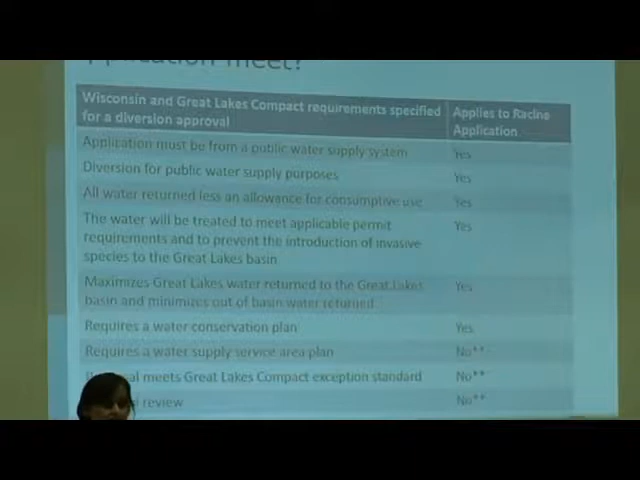 meet?
Wisconsin and Great Lakes Compact requirements specified
for a diversion approval
Applies to Racine
Application
Application must be from a public water supply system
Yes
Diversion for public water supply purposes
Yes
All water returned less an allowance for consumptive use
Yes
The water will be treated to meet applicable permit
requirements and to prevent the introduction of invasive
species to the Great Lakes basin
Yes
Maximizes Great Lakes water returned to the Great Lakes
basin and minimizes out of basin water returned
Yes
Requires a water conservation plan
Yes
Requires a water supply service area plan
No**
meets Great Lakes Compact exception standard
No**
review
No**